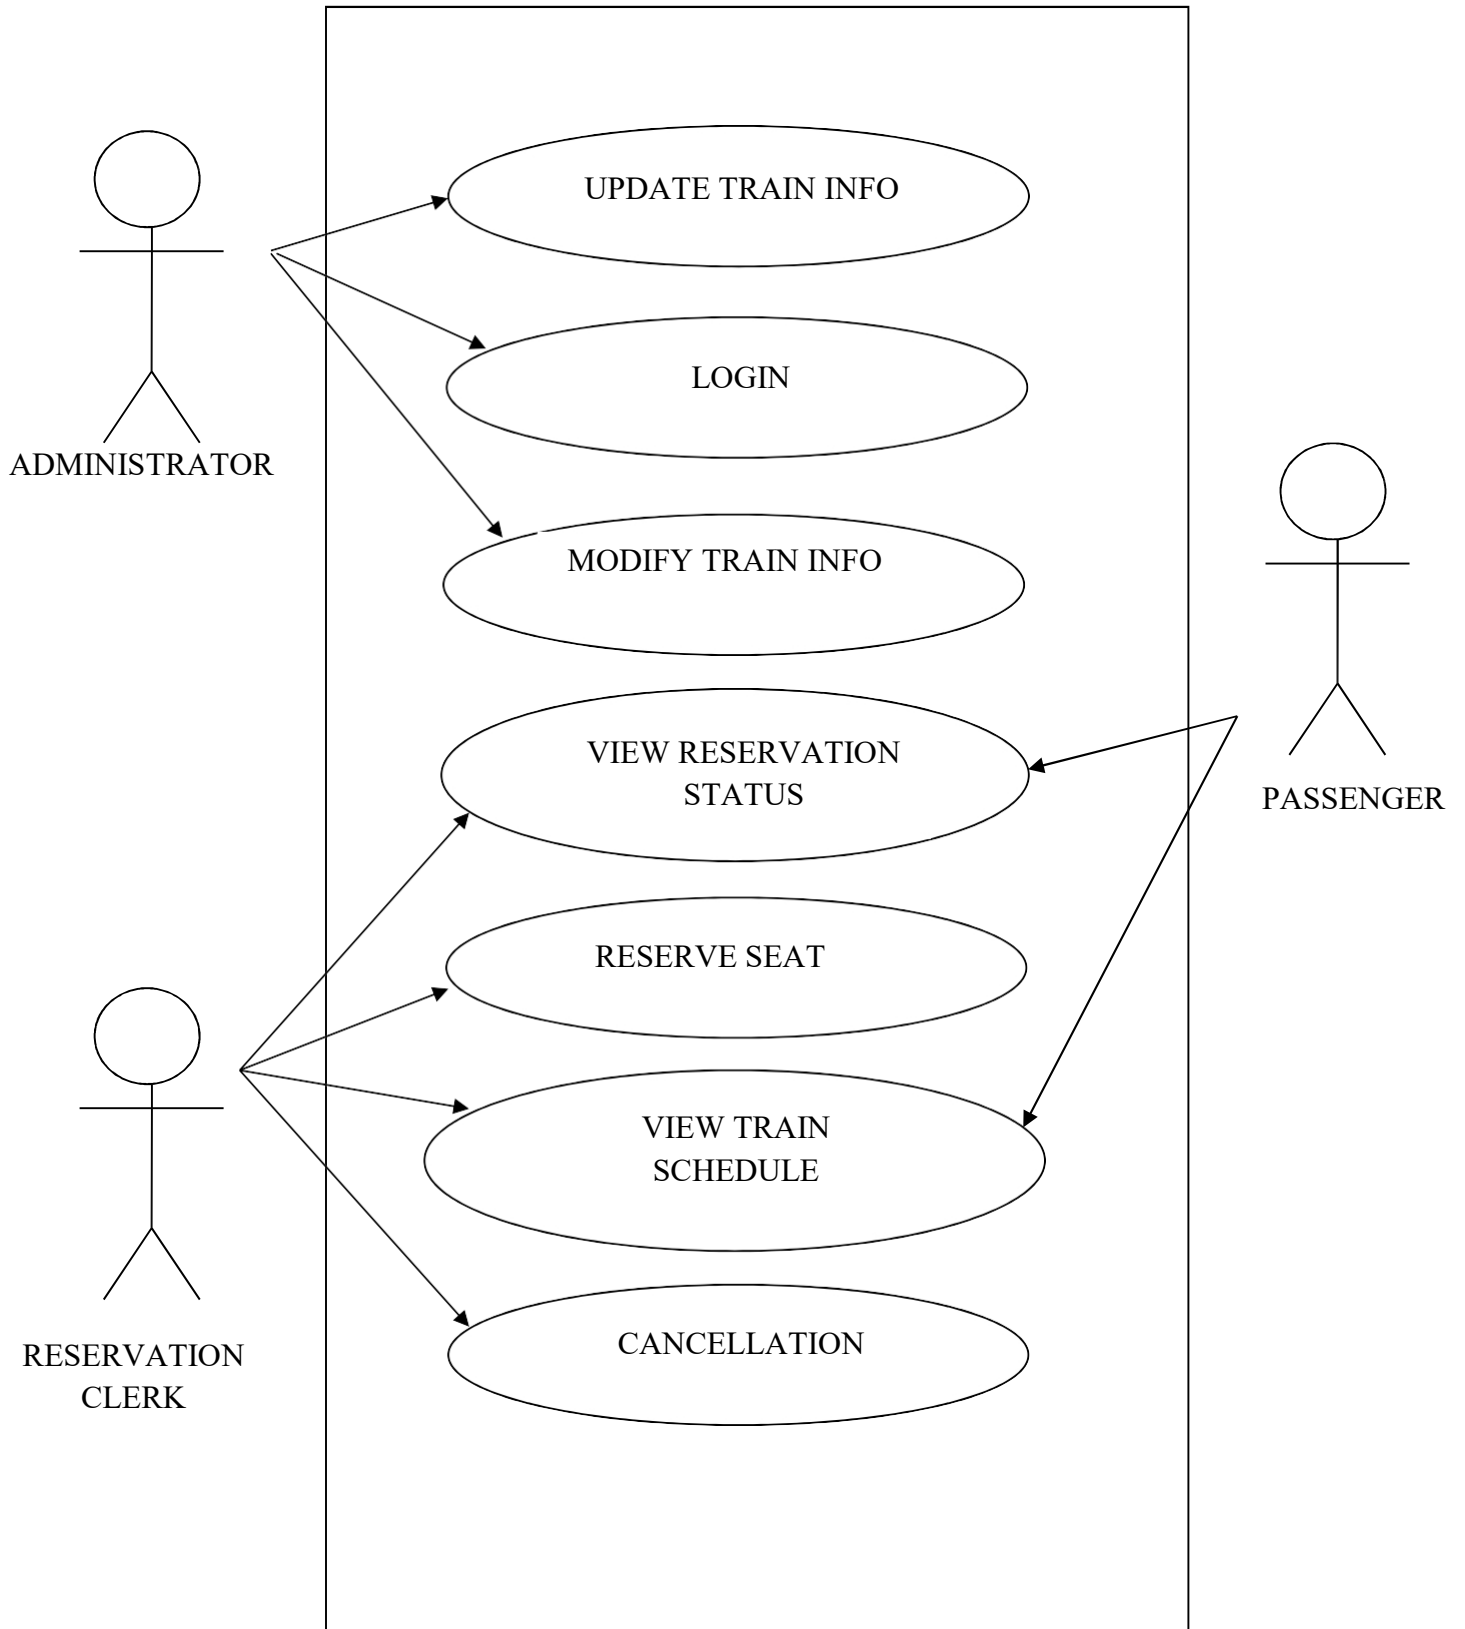 UPDATE TRAIN INFO
LOGIN
ADMINISTRATOR
MODIFY TRAIN INFO
VIEW RESERVATION
STATUS
PASSENGER
RESERVE SEAT
VIEW TRAIN
SCHEDULE
CANCELLATION
RESERVATION
CLERK